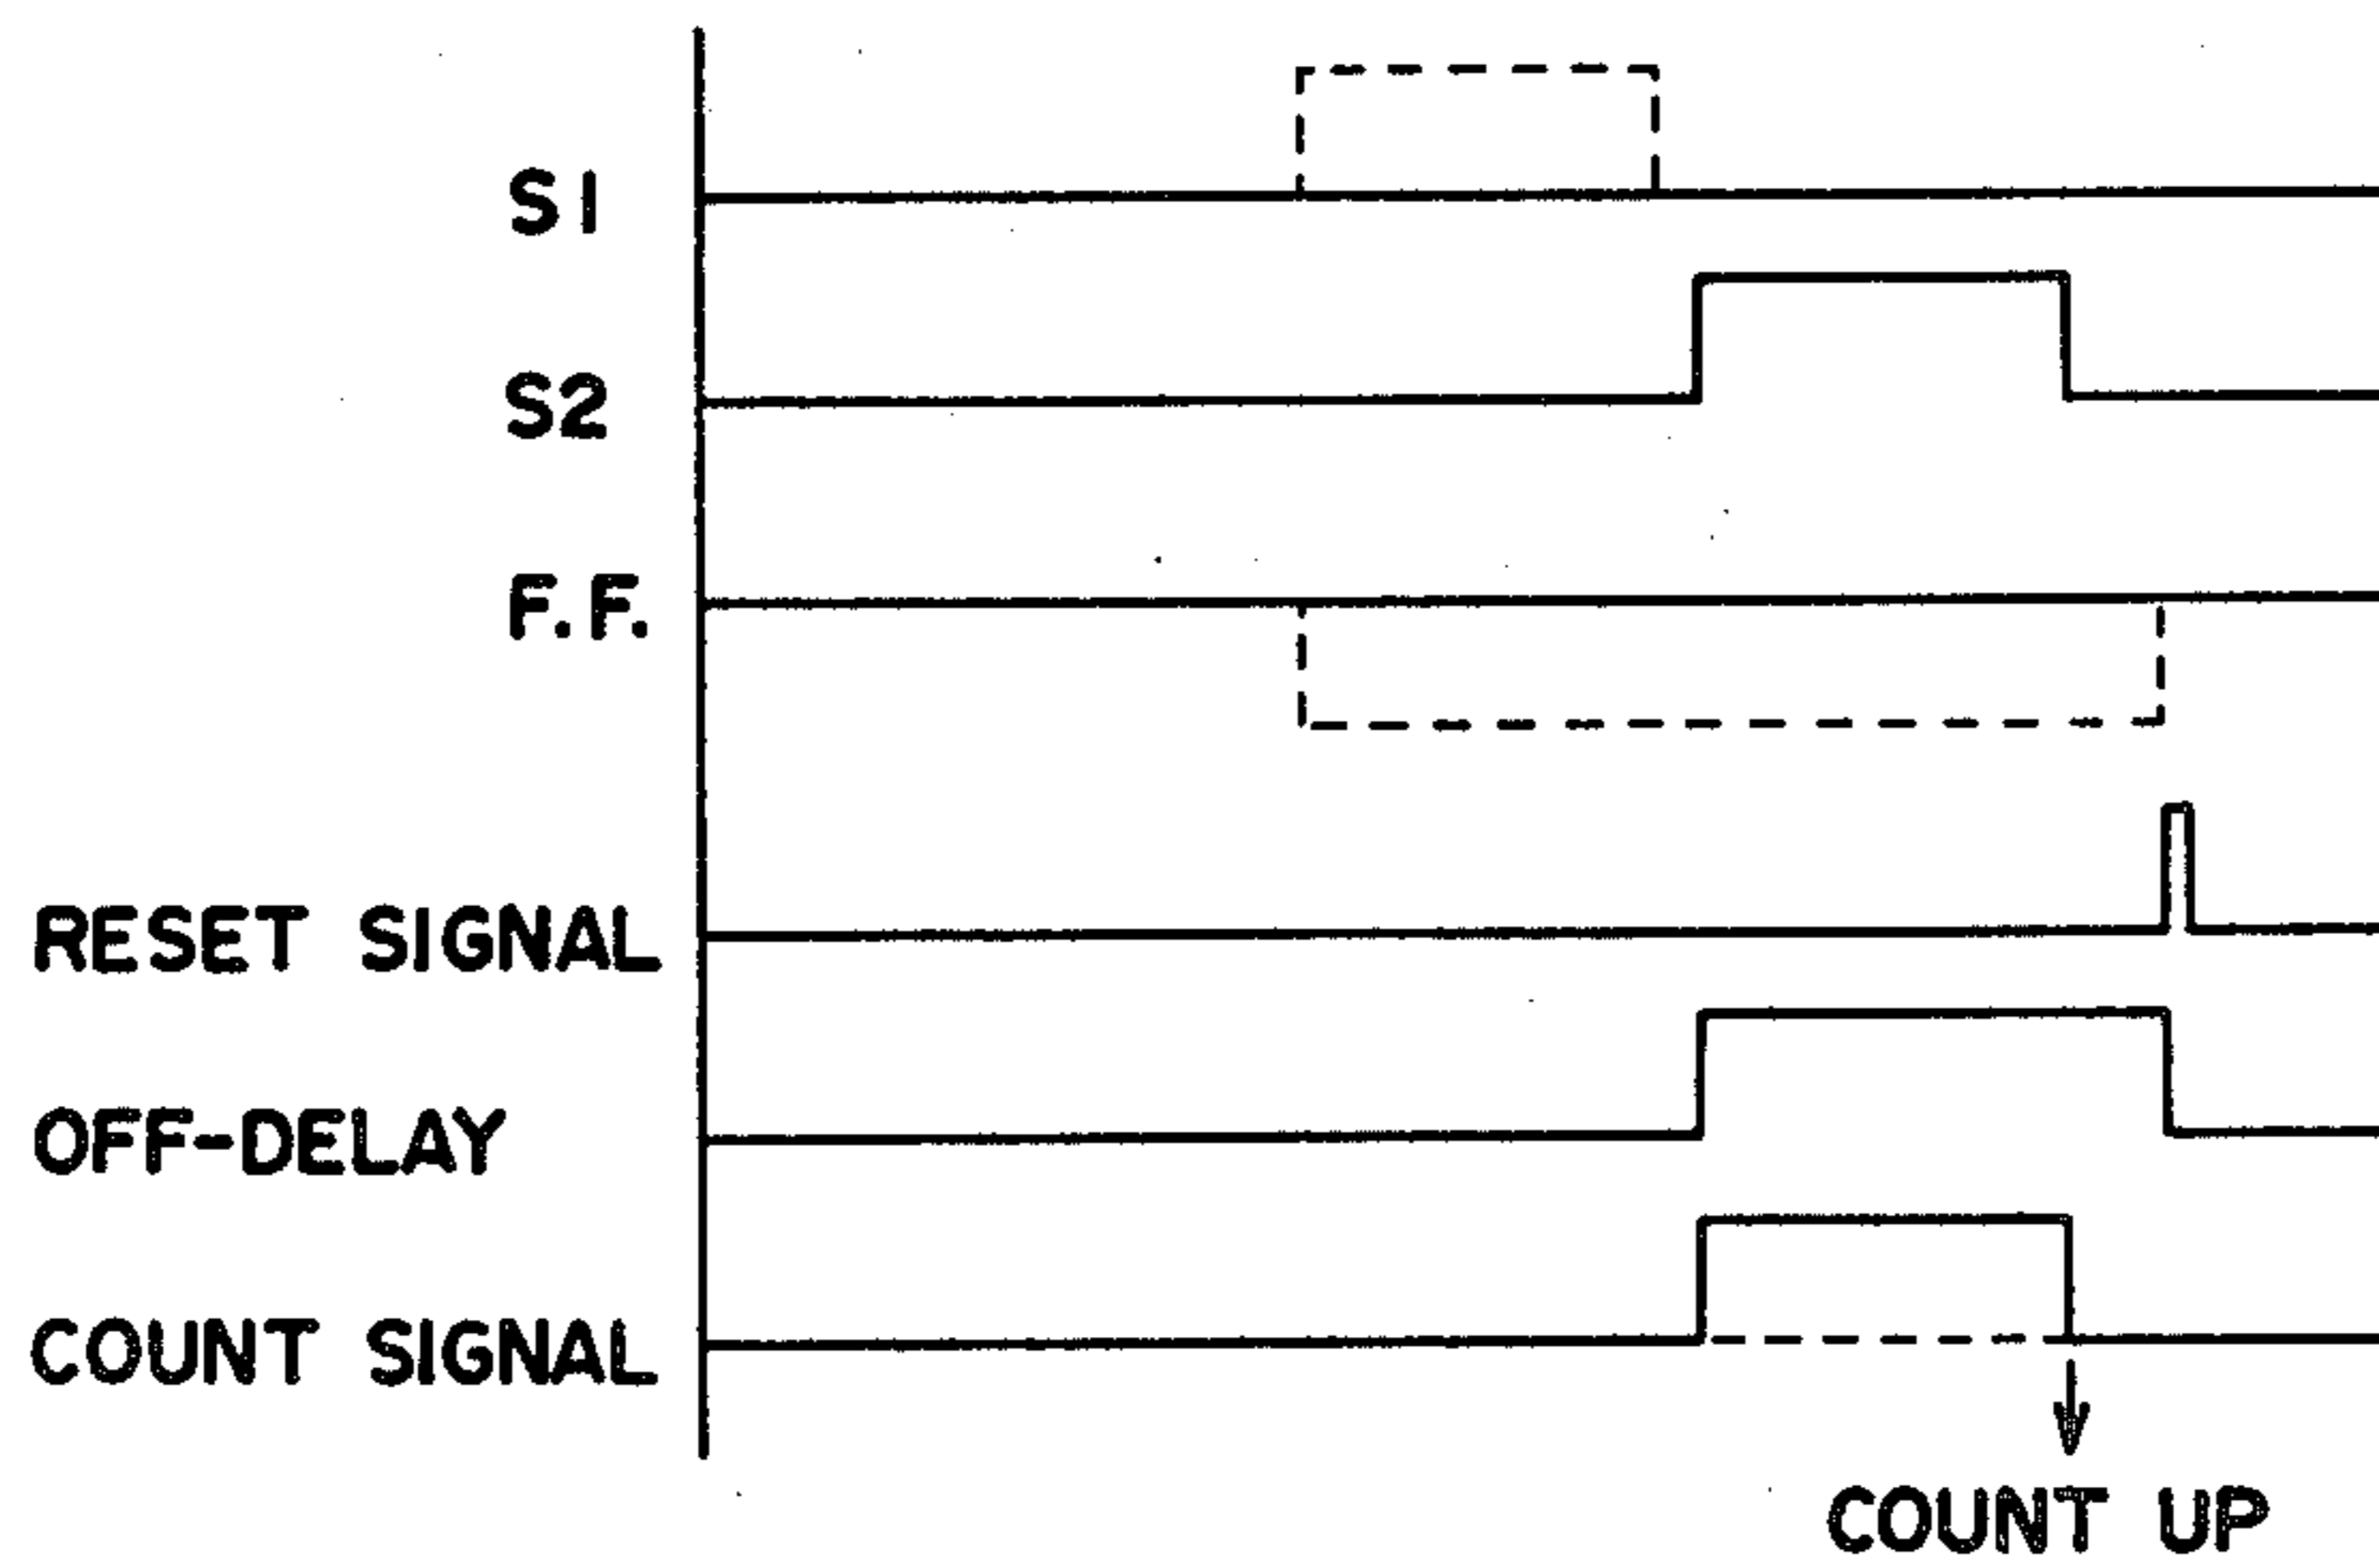 S1
S2
F.F.
RESET SIGNAL
OFF-DELAY
COUNT SIGNAL
COUNT UP